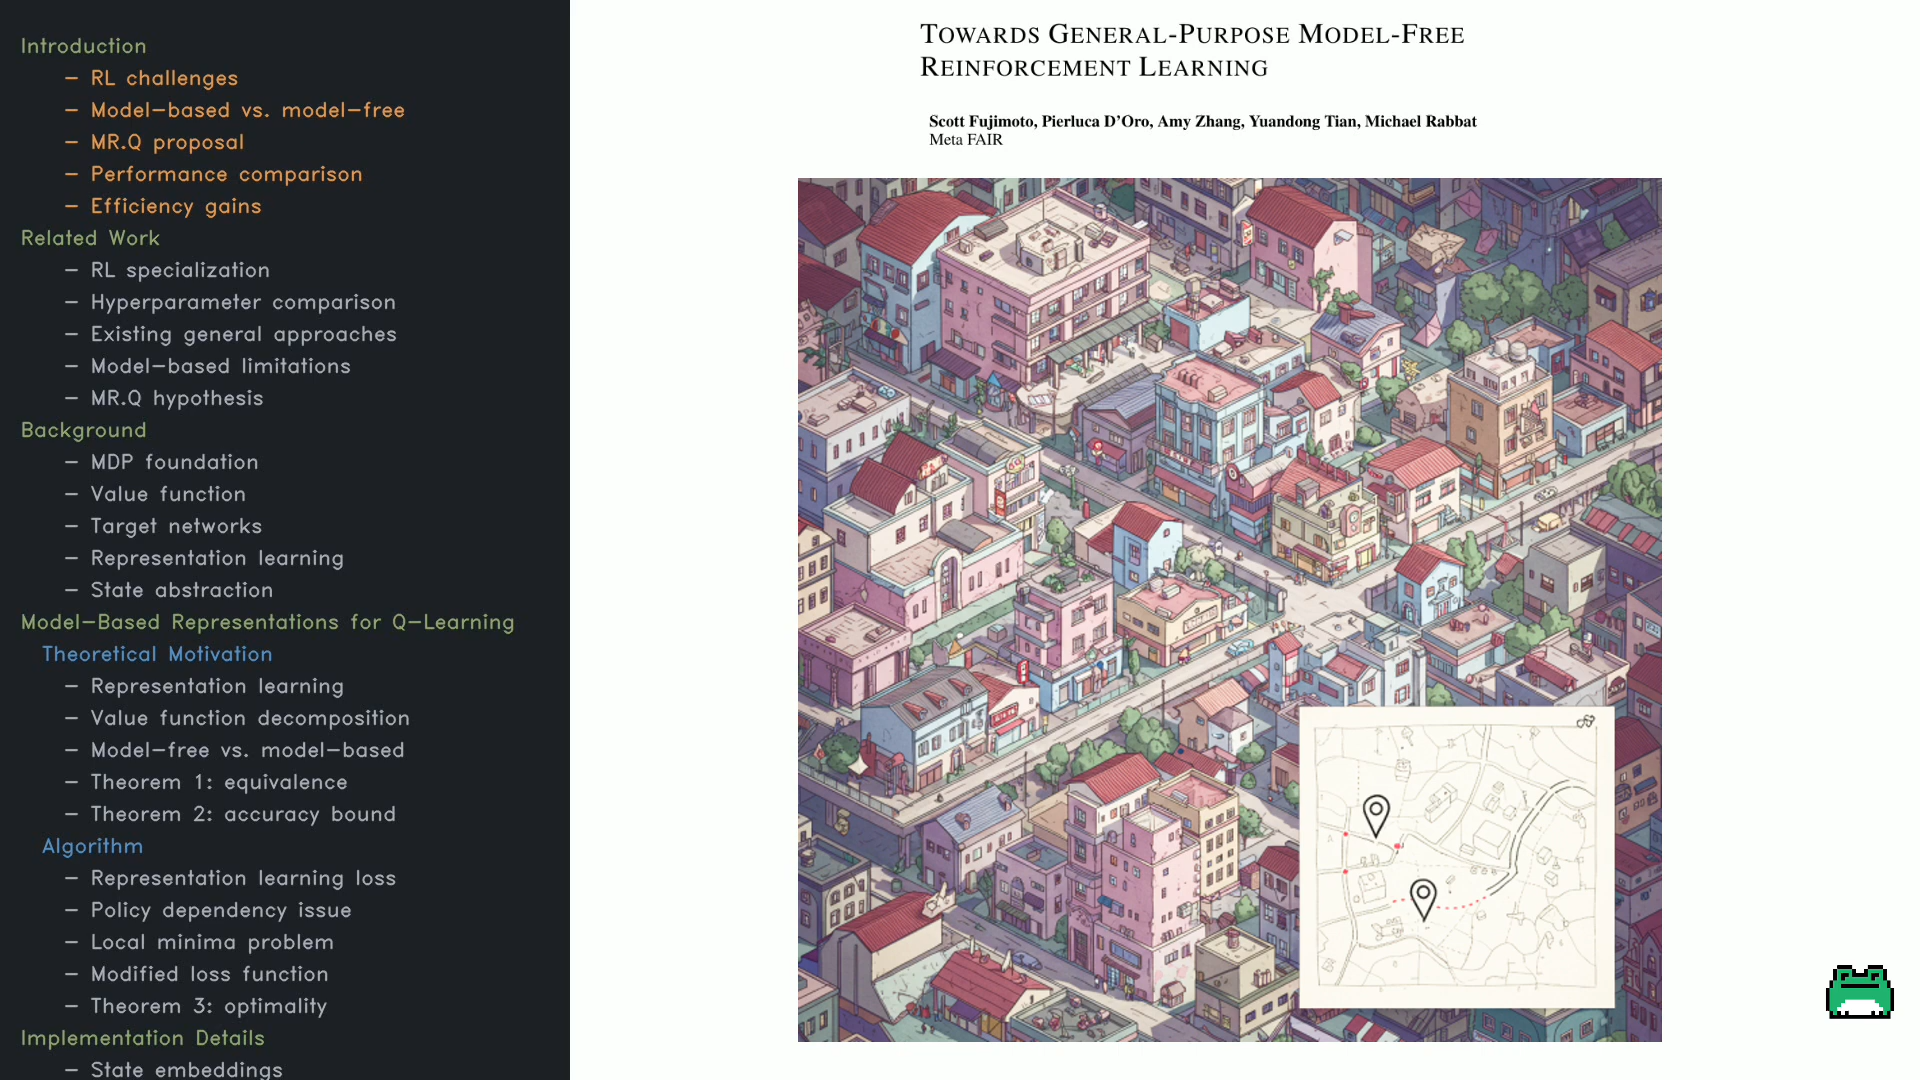 Introduction
– RL challenges
– Model-based vs. model-free
– MR.Q proposal
– Performance comparison
– Efficiency gains
Related Work
– RL specialization
– Hyperparameter comparison
– Existing general approaches
– Model-based limitations
– MR.Q hypothesis
Background
– MDP foundation
– Value function
– Target networks
– Representation learning
– State abstraction
Model-Based Representations for Q-Learning
Theoretical Motivation
– Representation learning
– Value function decomposition
– Model-free vs. model-based
– Theorem 1: equivalence
– Theorem 2: accuracy bound
Algorithm
– Representation learning loss
– Policy dependency issue
– Local minima problem
– Modified loss function
– Theorem 3: optimality
Implementation Details
– State embeddings
TOWARDS GENERAL-PURPOSE MODEL-FREE
REINFORCEMENT LEARNING
Scott Fujimoto, Pierluca D'Oro, Amy Zhang, Yuandong Tian, Michael Rabbat
Meta FAIR